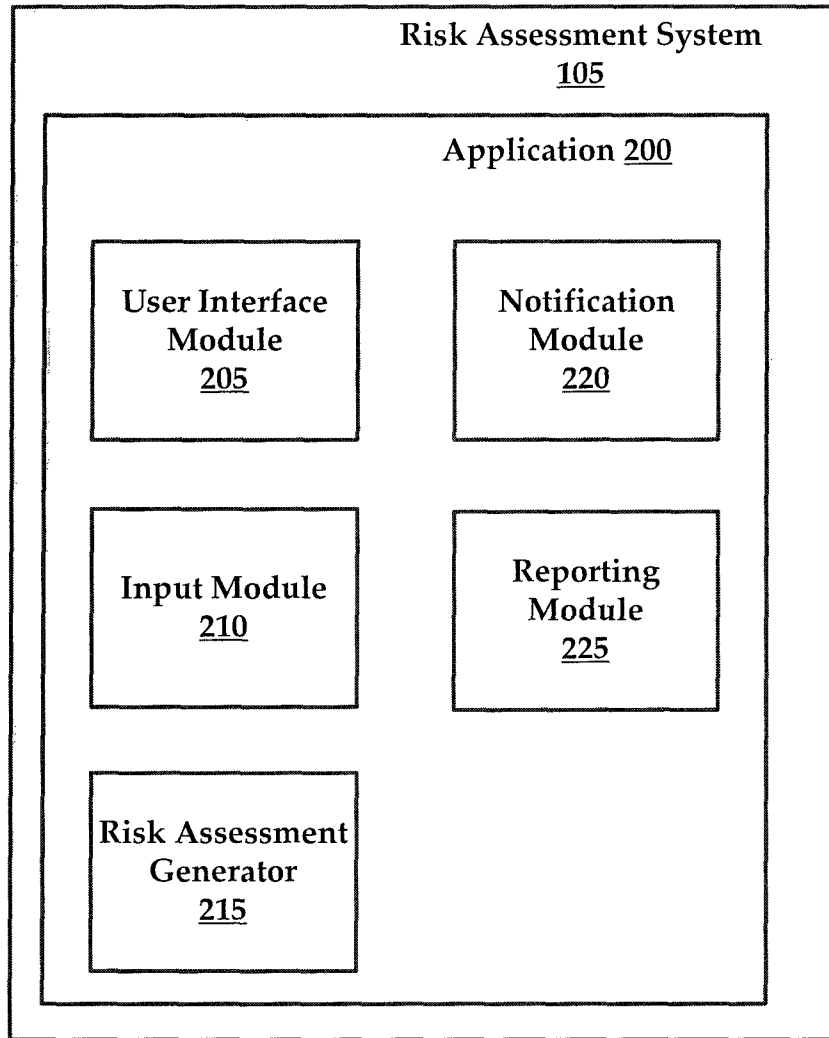 Risk Assessment System
105
Application 200
User Interface
Module
205
Notification
Module
220
Input Module
210
Reporting
Module
225
Risk Assessment
Generator
215